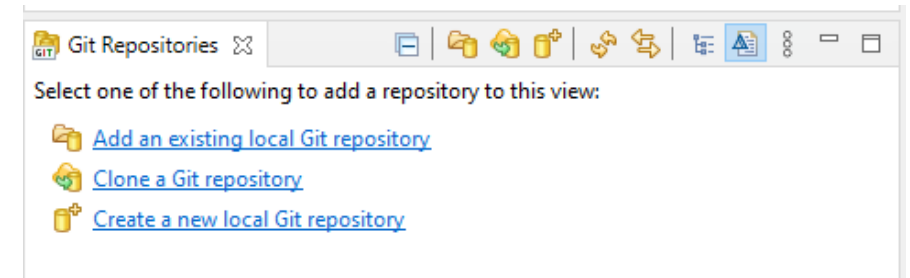 GIT Git Repositories
Select one of the following to add a repository to this view:
Add an existing local Git repository
Clone a Git repository
Create a new local Git repository